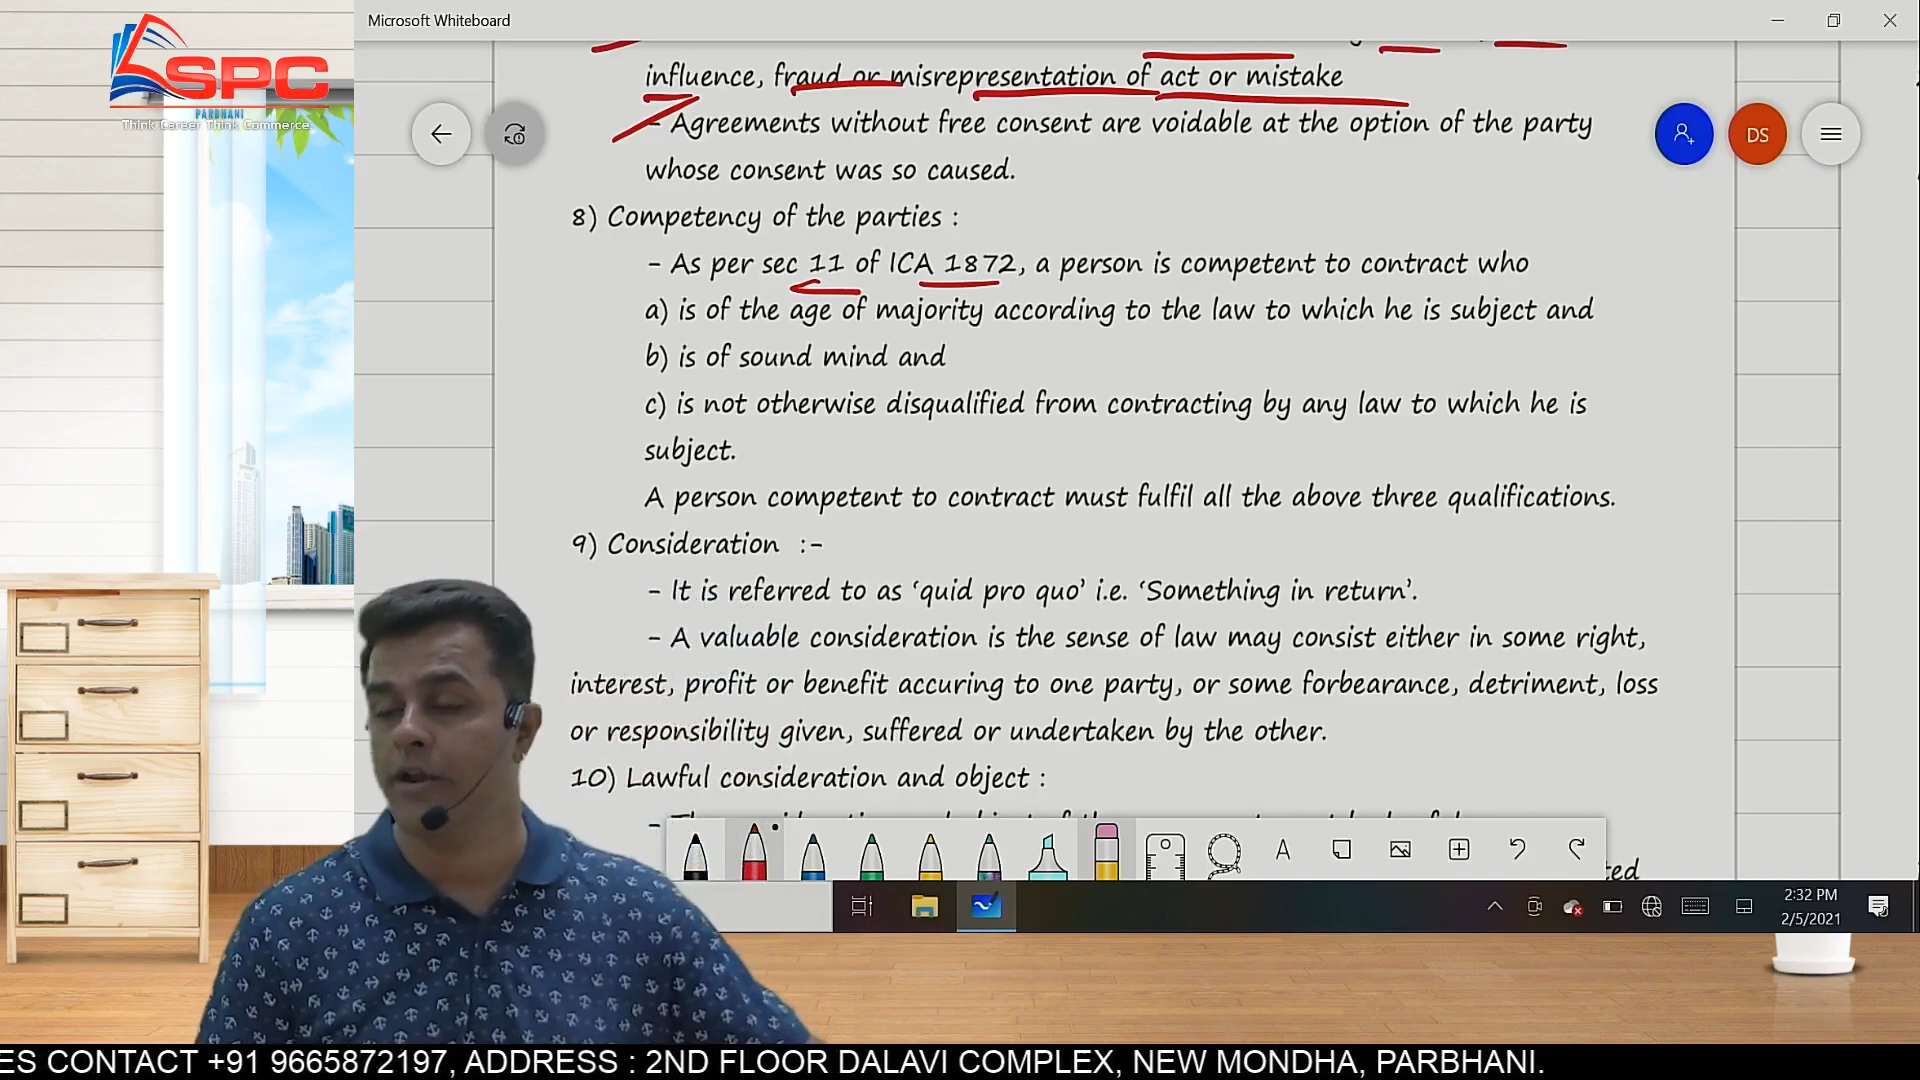 Microsoft Whiteboard
SPC
PARBHANI
Think Career Think Commerce.
influence, fraud or misrepresentation of act or mistake
- Agreements without free consent are voidable at the option of the party
whose consent was so caused.
DS
8) Competency of the parties :
- As per sec 11 of ICA 1872, a person is competent to contract who
a) is of the age of majority according to the law to which he is subject and
b) is of sound mind and
c) is not otherwise disqualified from contracting by any law to which he is
subject.
A person competent to contract must fulfil all the above three qualifications.
9) Consideration :-
- It is referred to as ‘quid pro quo’ i.e. ‘Something in return’.
- A valuable consideration is the sense of law may consist either in some right,
interest, profit or benefit accuring to one party, or some forbearance, detriment, loss
or responsibility given, suffered or undertaken by the other.
10) Lawful consideration and object :
2:32 PM
2/5/2021
ES CONTACT +91 9665872197, ADDRESS : 2ND FLOOR DALAVI COMPLEX, NEW MONDHA, PARBHANI.